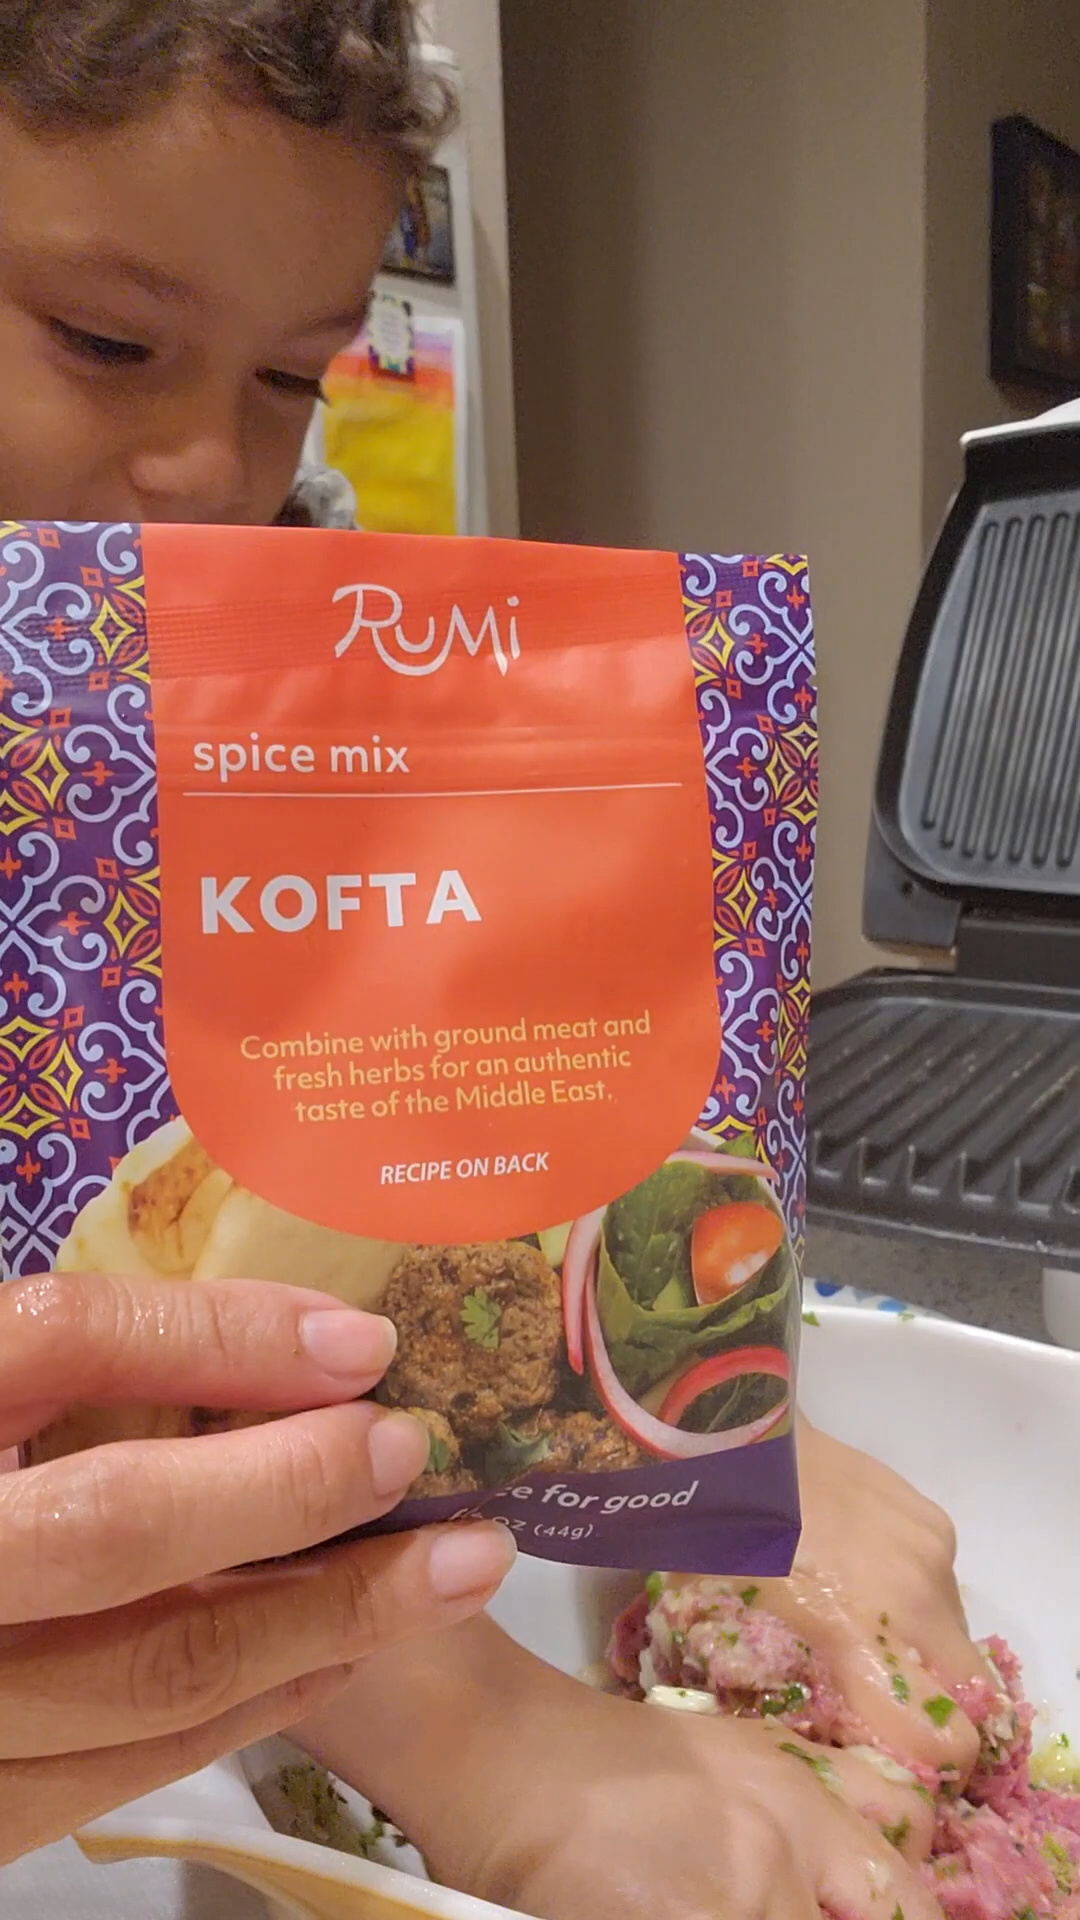 RuMi
spice mix
KOFTA
Combine with ground meat and
fresh herbs for an authentic
taste of the Middle East.
RECIPE ON BACK
for good
OZ (44g)